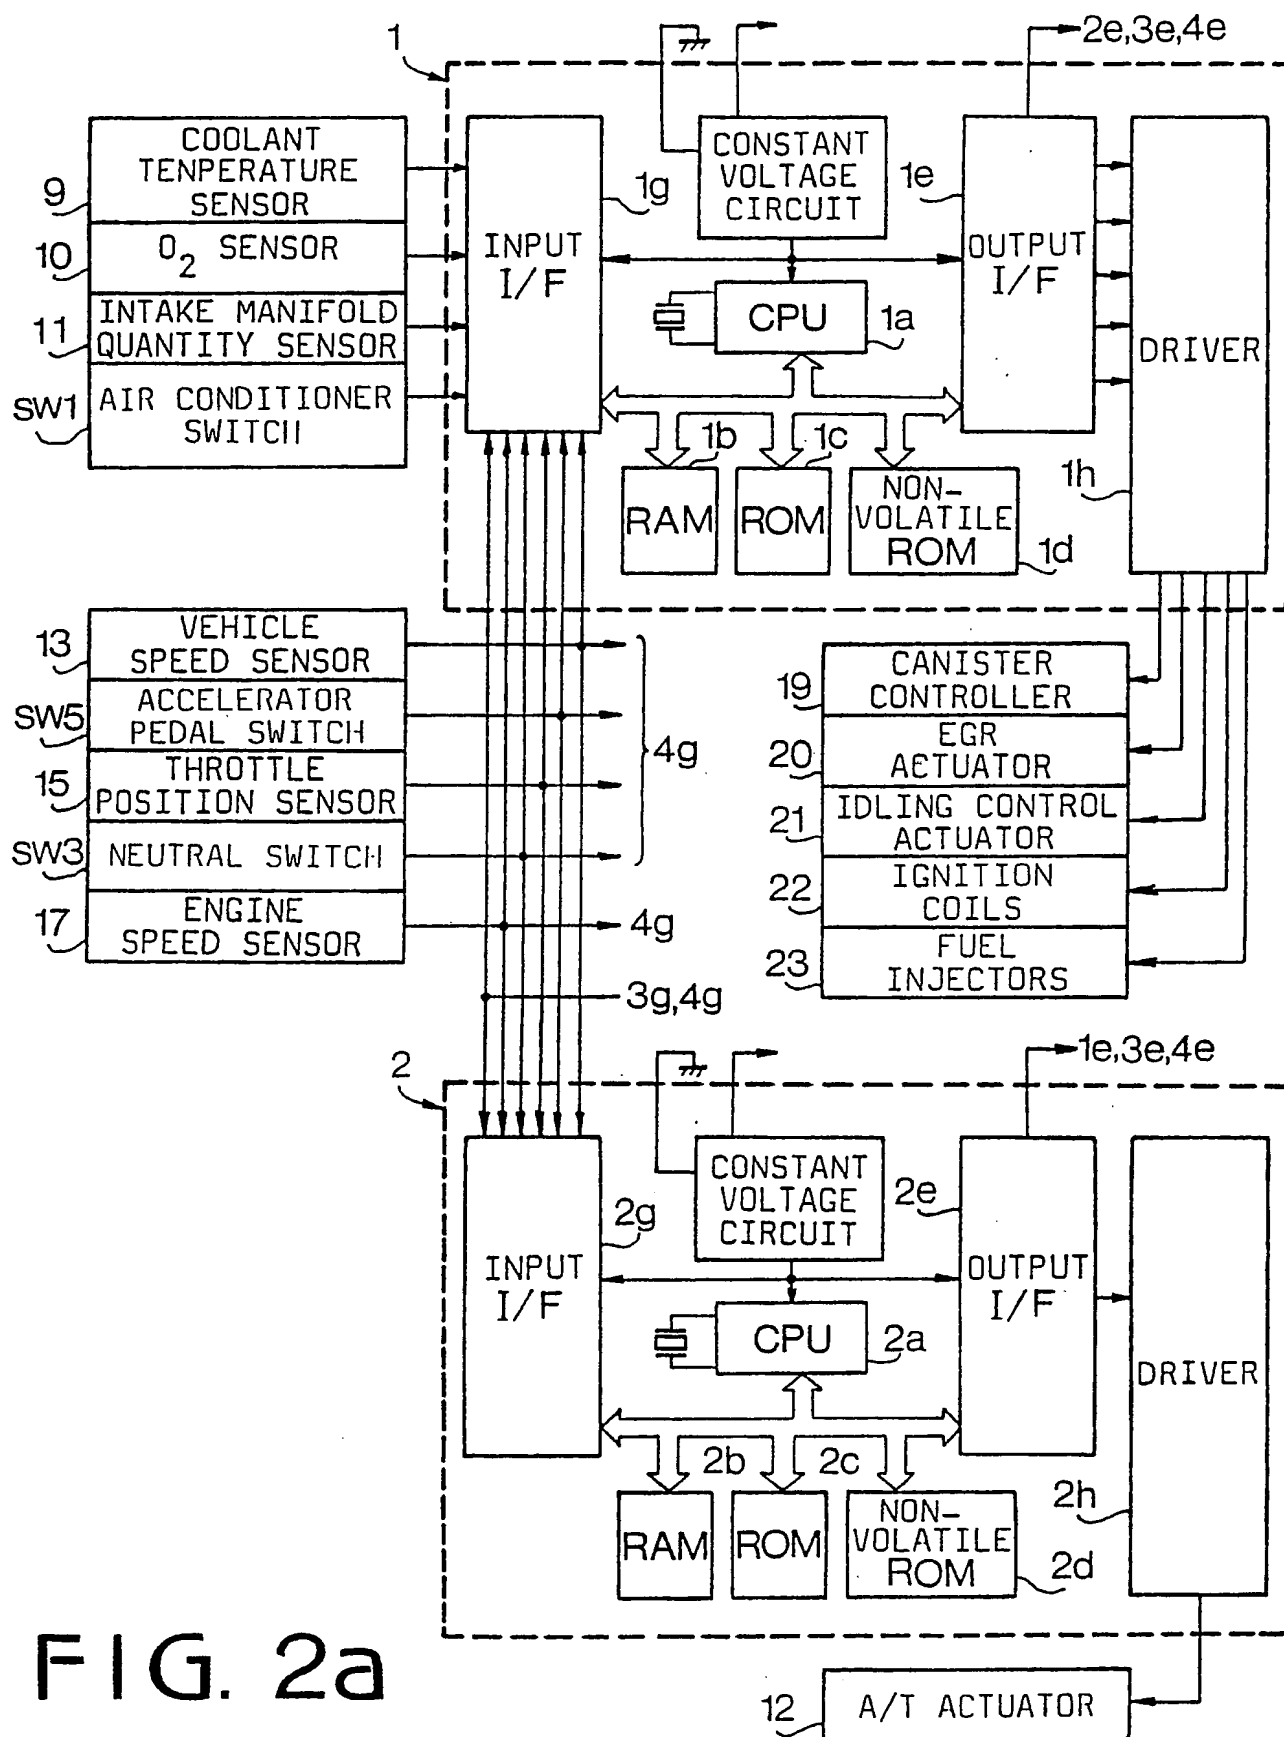 1
2e,3e,4e
COOLANT
TENPERATURE
SENSOR
9
O2 SENSOR
10
INTAKE MANIFOLD
QUANTITY SENSOR
11
AIR CONDITIONER
SWITCH
SW1
INPUT
I/F
1g
CONSTANT
VOLTAGE
CIRCUIT
1e
OUTPUT
I/F
CPU
1a
DRIVER
1h
1b
1c
RAM
ROM
NON-
VOLATILE
ROM
1d
VEHICLE
SPEED SENSOR
13
ACCELERATOR
PEDAL SWITCH
SW5
THROTTLE
POSITION SENSOR
15
NEUTRAL SWITCH
SW3
ENGINE
SPEED SENSOR
17
4g
4g
3g,4g
CANISTER
CONTROLLER
19
EGR
ACTUATOR
20
IDLING CONTROL
ACTUATOR
21
IGNITION
COILS
22
FUEL
INJECTORS
23
2
1e,3e,4e
INPUT
I/F
2g
CONSTANT
VOLTAGE
CIRCUIT
2e
OUTPUT
I/F
CPU
2a
DRIVER
2h
2b
2c
RAM
ROM
NON-
VOLATILE
ROM
2d
A/T ACTUATOR
12
FIG. 2a